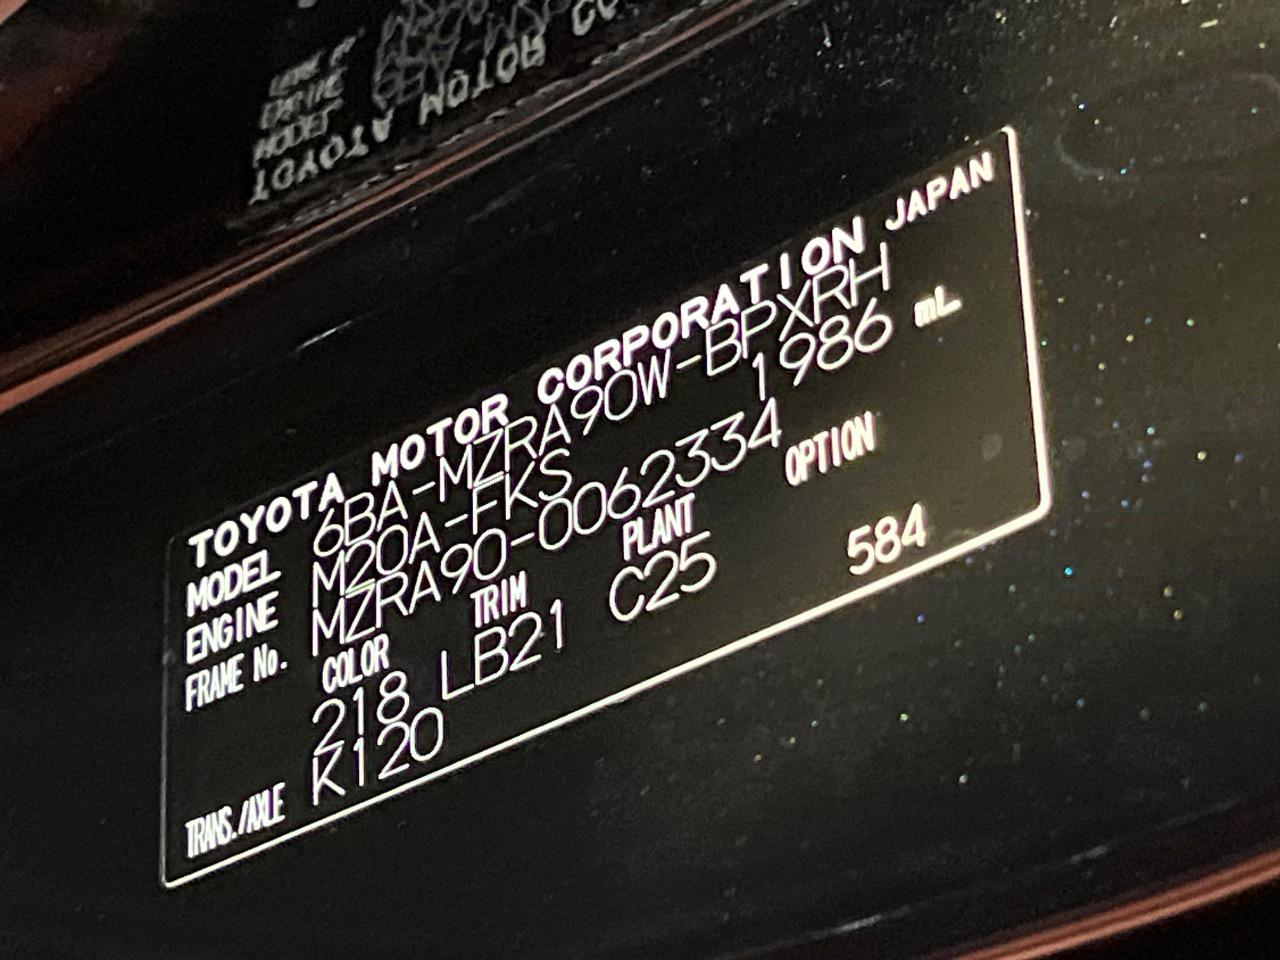 TOYOTA MOTOR CORPORATION JAPAN
MODEL 6BA-MZRA90W-BPXRH
ENGINE M20A-FKS 1986 mL
FRAME No. MZRA90-0062334
COLOR TRIM PLANT OPTION
218 LB21 C25 584
TRANS./AXLE K120